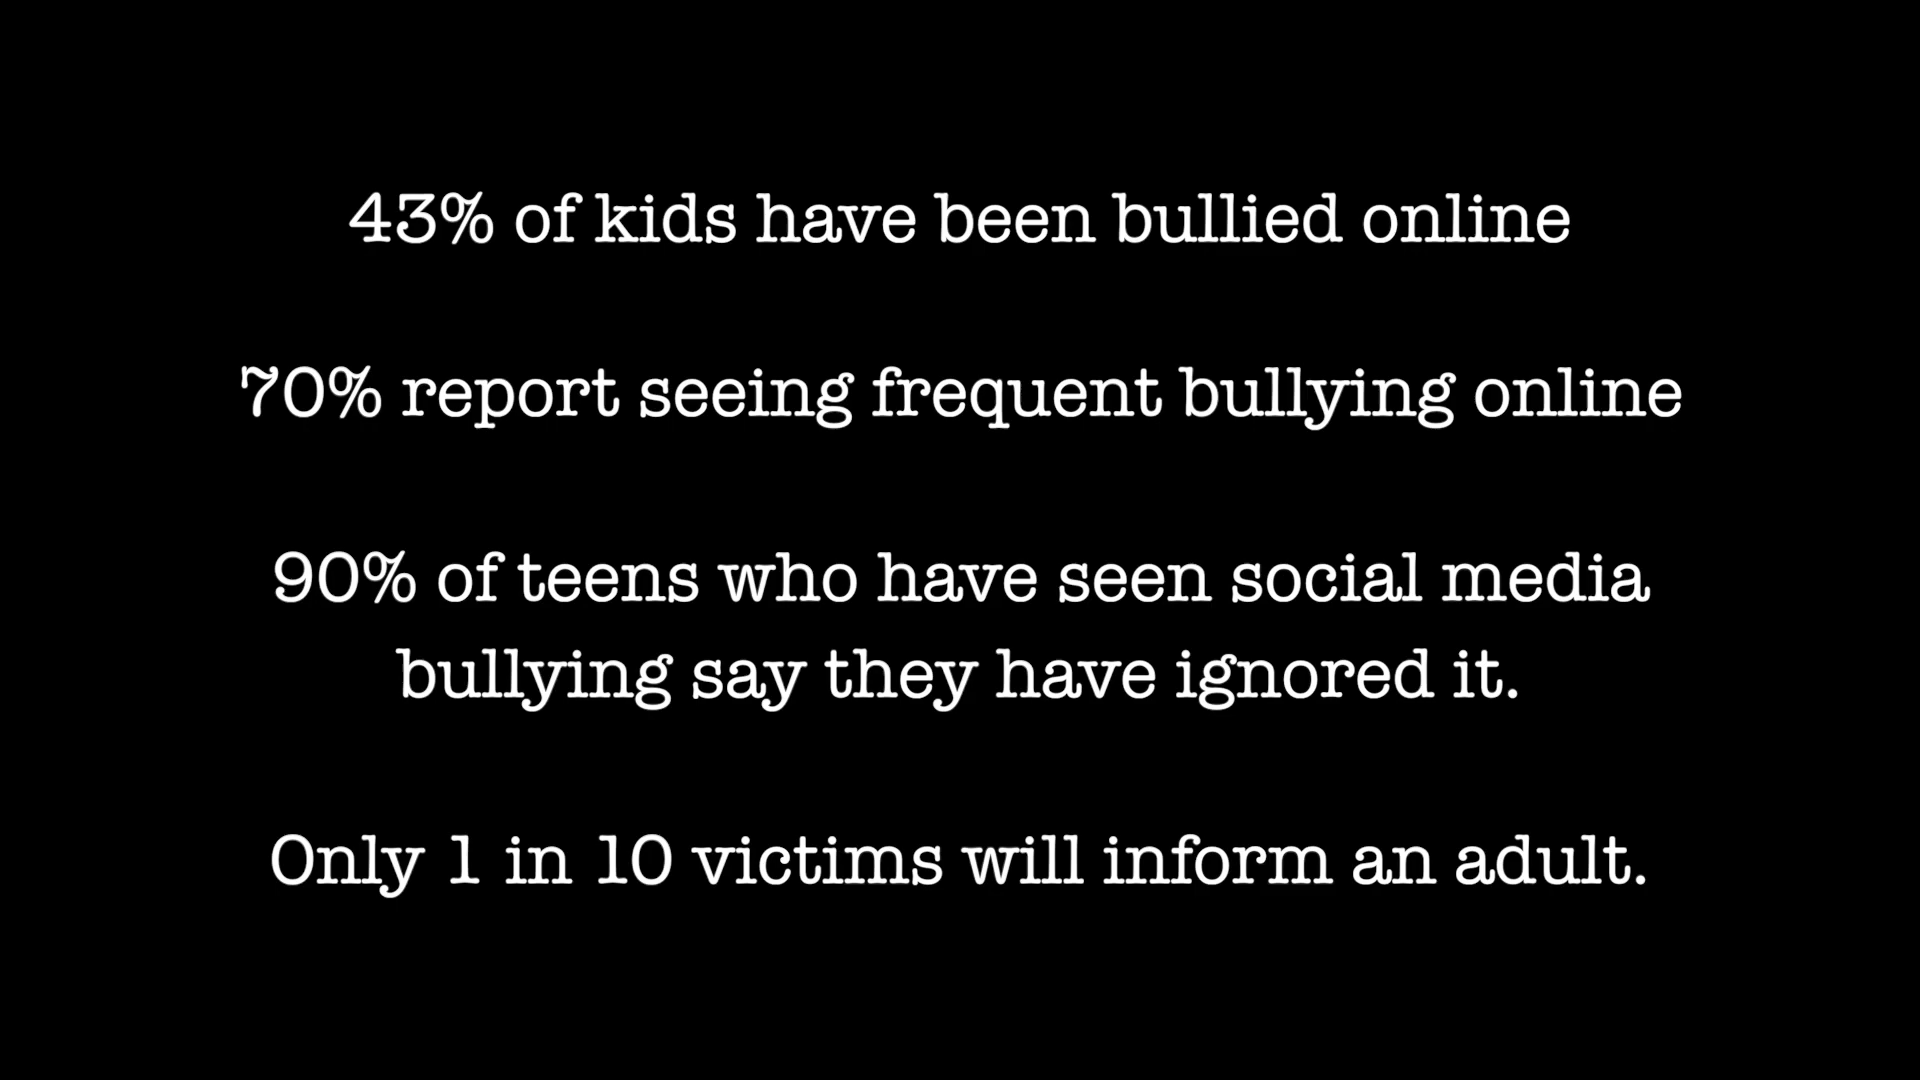 43% of kids have been bullied online
70% report seeing frequent bullying online
90% of teens who have seen social media
bullying say they have ignored it.
Only 1 in 10 victims will inform an adult.